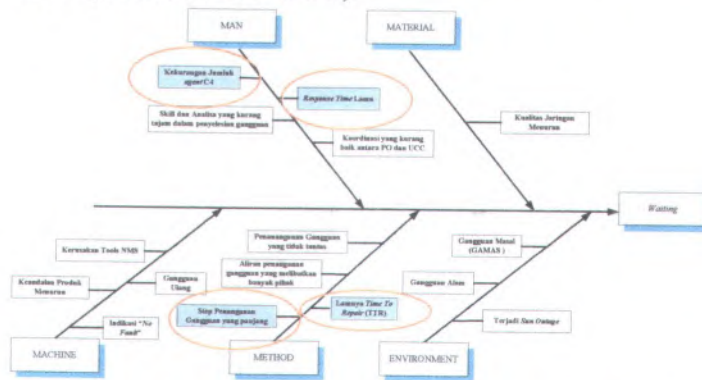 MAN
MATERIAL
Kekurangan Jumlah
agent C4
Response Time Lama
Skill dan Analisa yang kurang
tajam dalam penyelesian gangguan
Koordinasi yang kurang
baik antara PO dan UCC
Kualitas Jaringan
Menurun
Waiting
Kerusakan Tools NMS
Keandalan Produk
Menurun
Gangguan
Ulang
Indikasi "No
Fault"
Penanganan Gangguan
yang tidak tuntas
Aliran penanganan
gangguan yang melibatkan
banyak pihak
Step Penanganan
Gangguan yang panjang
Lamanya Time To
Repair (TTR)
Gangguan Masal
(GAMAS )
Gangguan Alam
Terjadi Sun Outage
MACHINE
METHOD
ENVIRONMENT